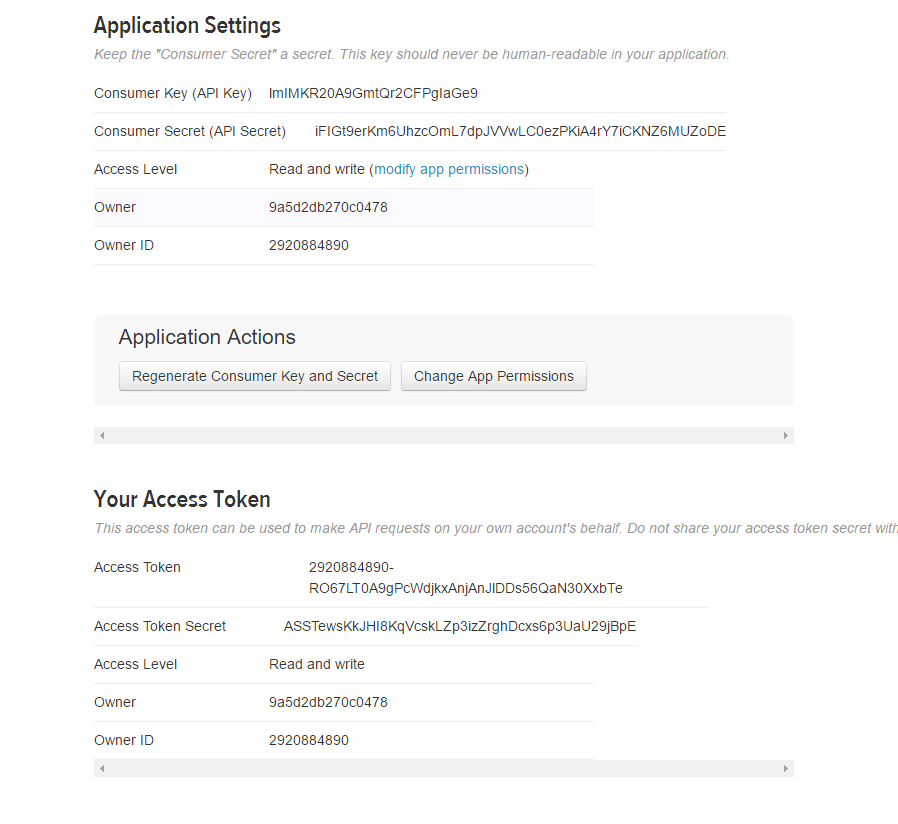 Application Settings
Keep the "Consumer Secret" a secret. This key should never be human-readable in your application.
Consumer Key (API Key)
Consumer Secret (API Secret)
Access Level Read and write (modify app permissions)
Owner 9a5d2db270c0478
Owner ID 2920884890
Application Actions
Regenerate Consumer Key and Secret Change App Permissions
Your Access Token
This access token can be used to make API requests on your own account's behalf. Do not share your access token secret with
Access Token 2920884890-
Access Token Secret
Access Level Read and write
Owner 9a5d2db270c0478
Owner ID 2920884890